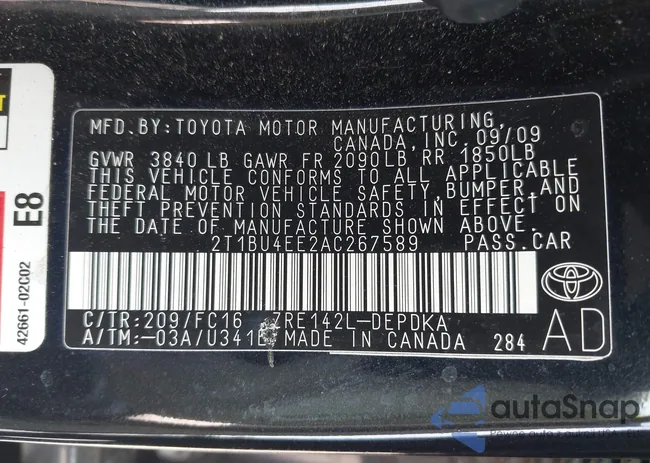 MFD.BY:TOYOTA MOTOR MANUFACTURING,
CANADA,INC. 09/09
GVWR 3840 LB GAWR FR 2090LB, RR 1850LB
THIS VEHICLE CONFORMS TO ALL APPLICABLE
FEDERAL MOTOR VEHICLE SAFETY, BUMPER,AND
THEFT PREVENTION STANDARDS IN EFFECT ON
THE DATE OF MANUFACTURE SHOWN ABOVE.
2T1BU4EE2AC267589 PASS.CAR
C/TR:209/FC16 ZRE142L-DEPDKA
A/TM:-03A/U341E MADE IN CANADA 284
AD
E8
42661-02C02
autoSnap